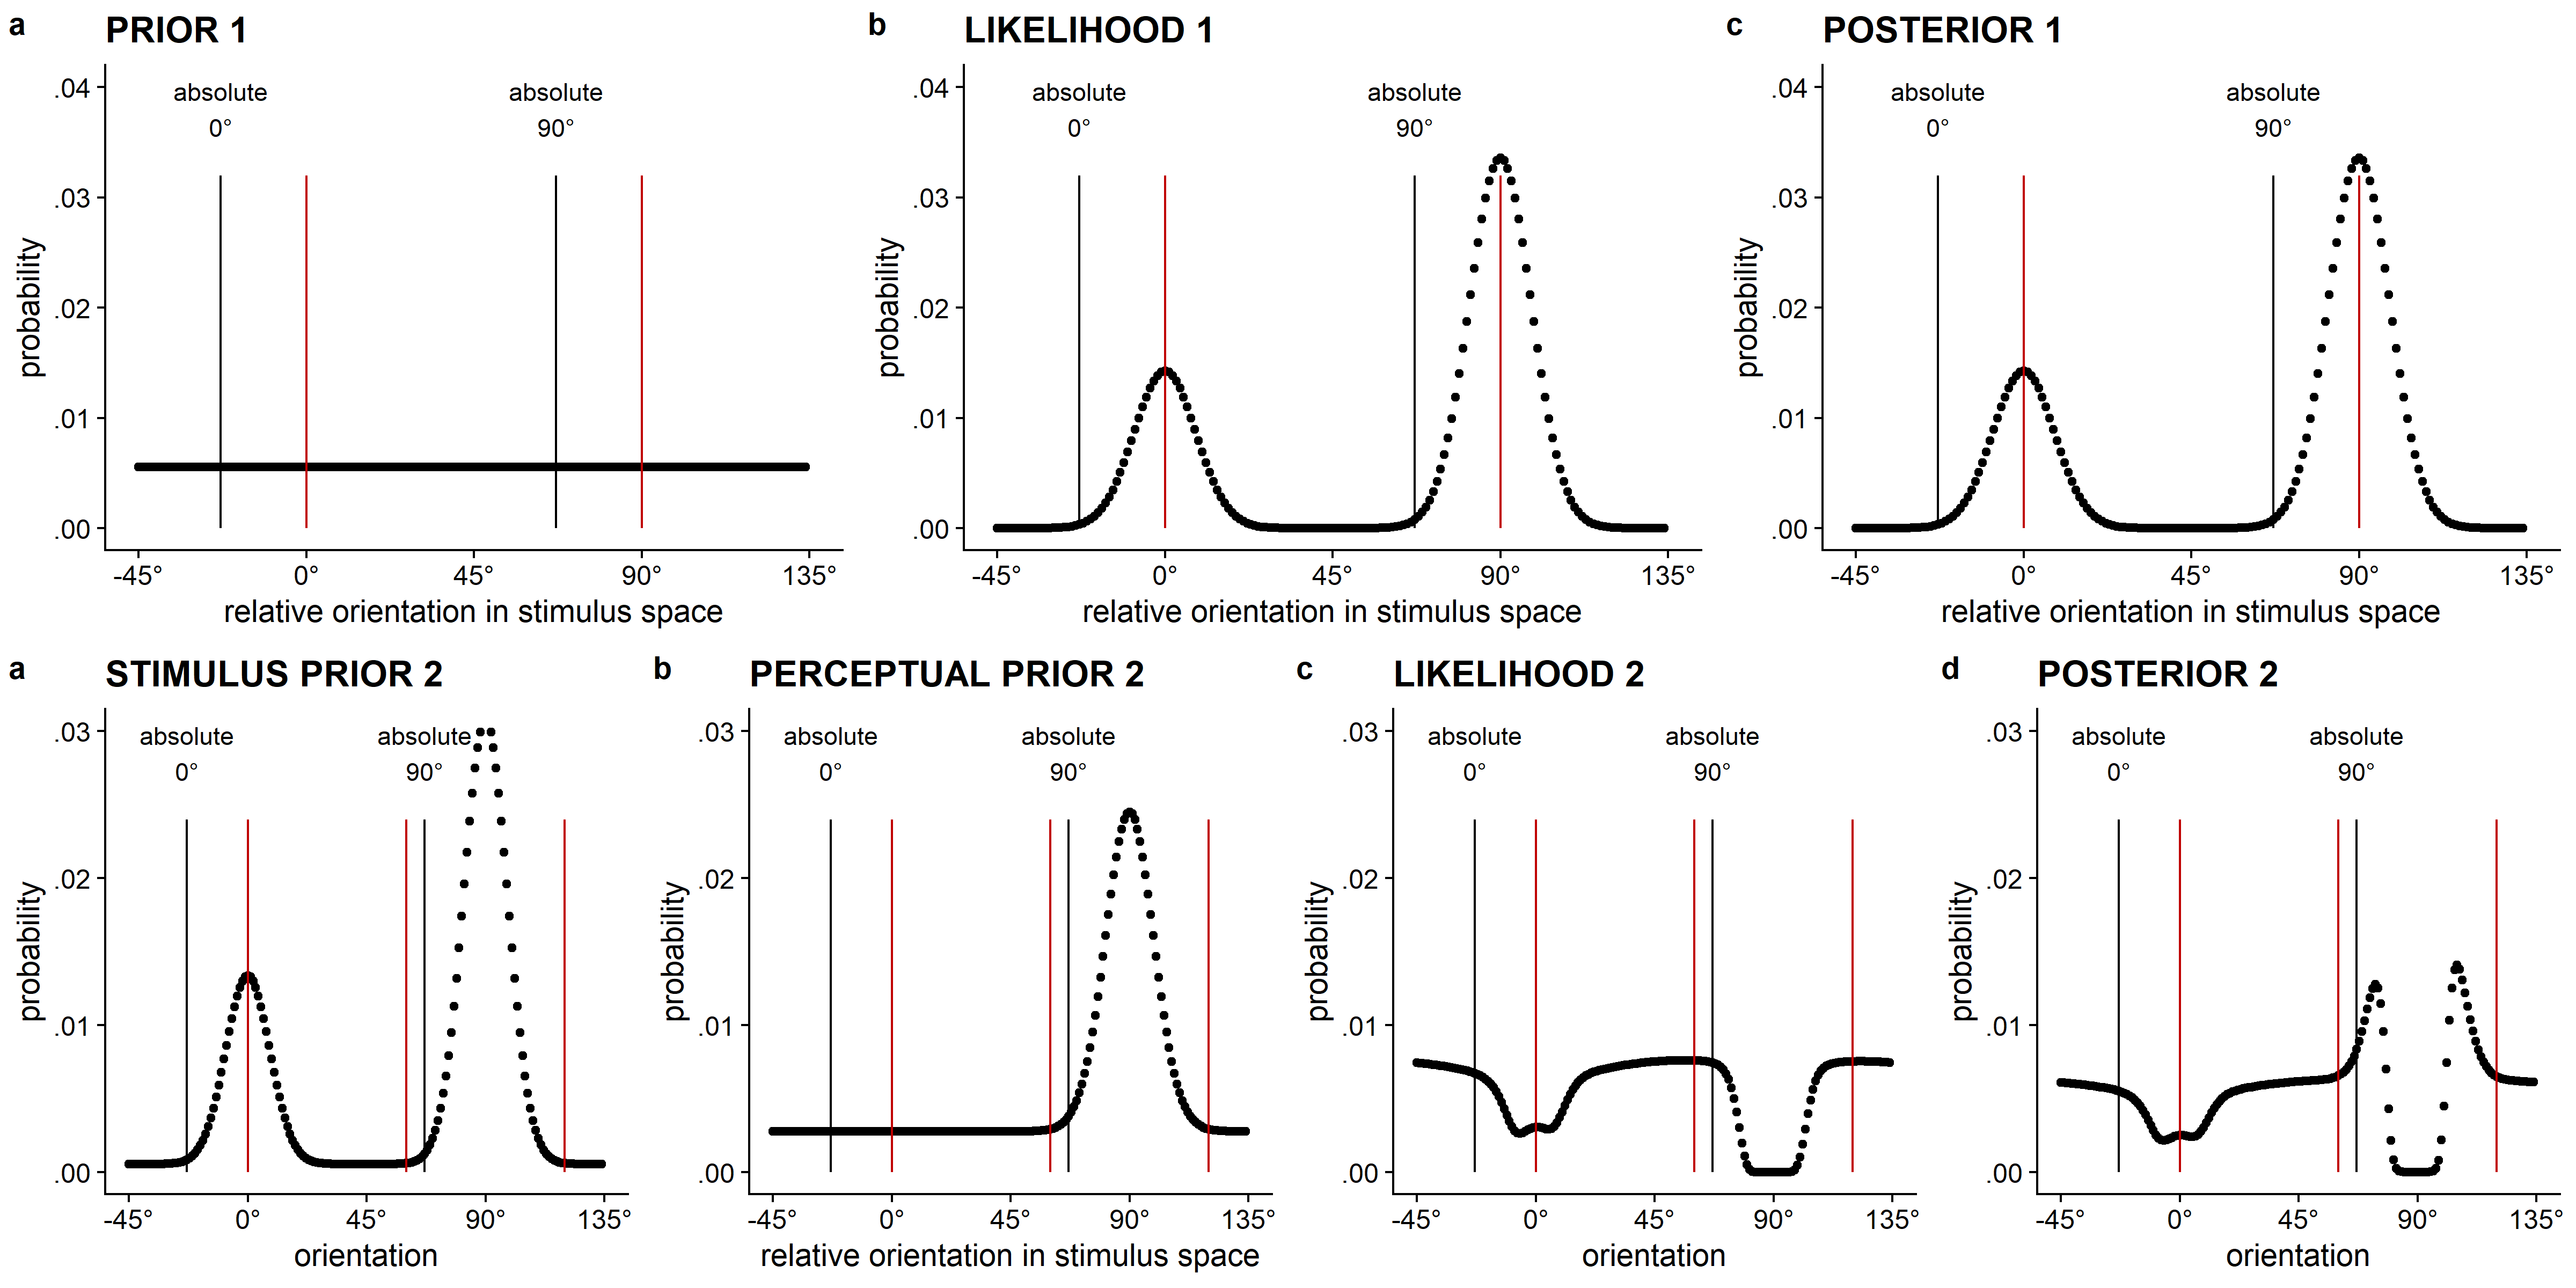 a PRIOR 1
.04
.03
.02
.01
.00
absolute
0°
absolute
90°
probability
-45° 0° 45° 90° 135°
relative orientation in stimulus space
b LIKELIHOOD 1
.04
.03
.02
.01
.00
absolute
0°
absolute
90°
probability
-45° 0° 45° 90° 135°
relative orientation in stimulus space
c POSTERIOR 1
.04
.03
.02
.01
.00
absolute
0°
absolute
90°
probability
-45° 0° 45° 90° 135°
relative orientation in stimulus space
a STIMULUS PRIOR 2
.03
.02
.01
.00
absolute
0°
absolute
90°
probability
-45° 0° 45° 90° 135°
orientation
b PERCEPTUAL PRIOR 2
.03
.02
.01
.00
absolute
0°
absolute
90°
probability
-45° 0° 45° 90° 135°
relative orientation in stimulus space
c LIKELIHOOD 2
.03
.02
.01
.00
absolute
0°
absolute
90°
probability
-45° 0° 45° 90° 135°
orientation
d POSTERIOR 2
.03
.02
.01
.00
absolute
0°
absolute
90°
probability
-45° 0° 45° 90° 135°
orientation